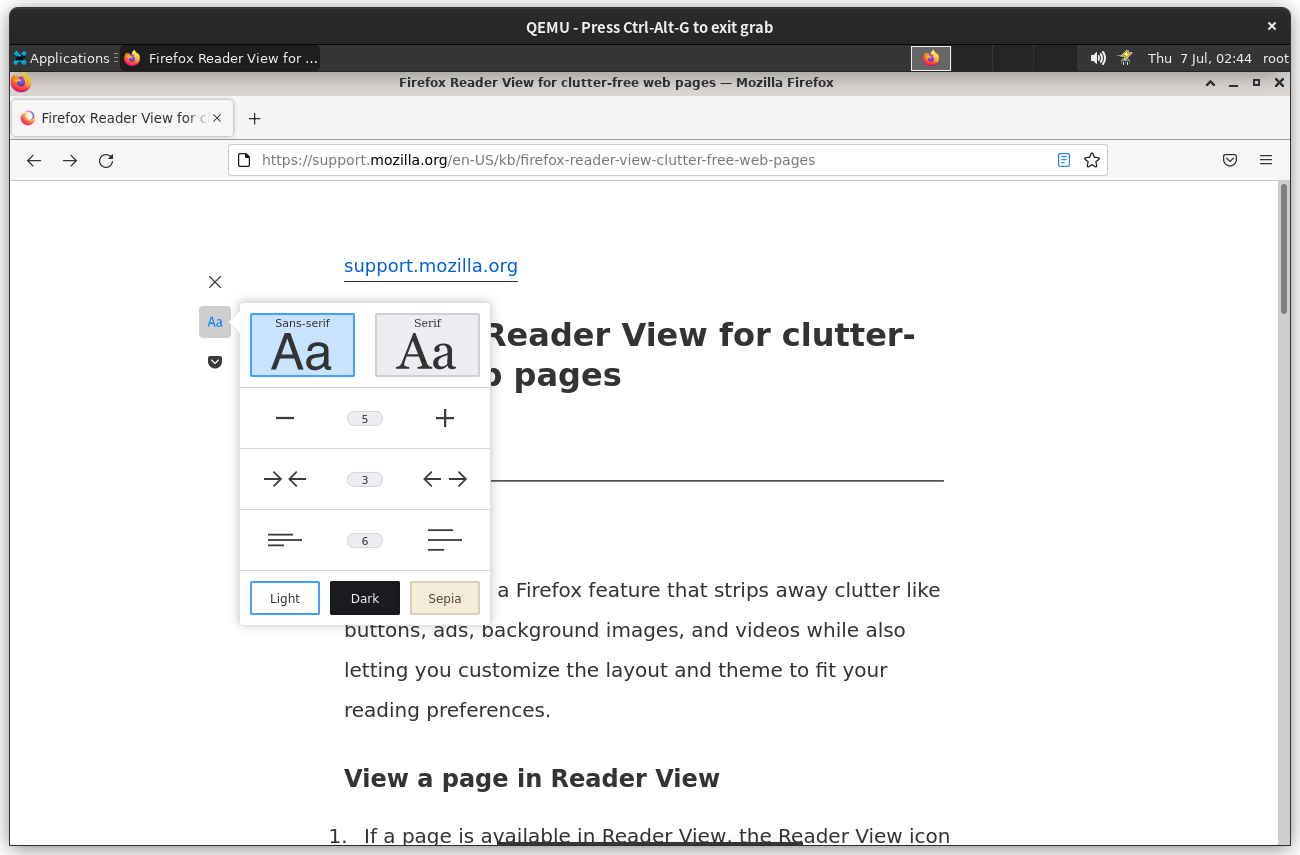 QEMU - Press Ctrl-Alt-G to exit grab
Applications
Firefox Reader View for ...
Thu 7 Jul, 02:44 root
Firefox Reader View for clutter-free web pages — Mozilla Firefox
Firefox Reader View for cl
https://support.mozilla.org/en-US/kb/firefox-reader-view-clutter-free-web-pages
support.mozilla.org
Aa
Sans-serif
Aa
Serif
Aa
Reader View for clutter-
pages
5
3
6
Light
Dark
Sepia
a Firefox feature that strips away clutter like
buttons, ads, background images, and videos while also
letting you customize the layout and theme to fit your
reading preferences.
View a page in Reader View
1. If a page is available in Reader View, the Reader View icon